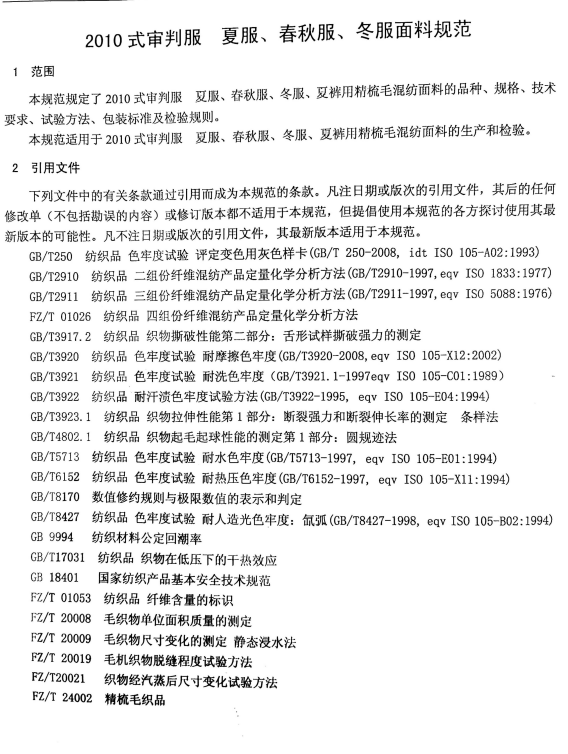 2010 式审判服　夏服、春秋服、冬服面料规范
1 范围
本规范规定了 2010 式审判服　夏服、春秋服、冬服、夏裤用精梳毛混纺面料的品种、规格、技术
要求、试验方法、包装标准及检验规则。
本规范适用于 2010 式审判服　夏服、春秋服、冬服、夏裤用精梳毛混纺面料的生产和检验。
2 引用文件
下列文件中的有关条款通过引用而成为本规范的条款。凡注日期或版次的引用文件，其后的任何
修改单（不包括勘误的内容）或修订版本都不适用于本规范，但提倡使用本规范的各方探讨使用其最
新版本的可能性。凡不注日期或版次的引用文件，其最新版本适用于本规范。
GB/T250 纺织品 色牢度试验 评定变色用灰色样卡(GB/T 250-2008, idt ISO 105-A02:1993)
GB/T2910 纺织品 二组份纤维混纺产品定量化学分析方法(GB/T2910-1997,eqv ISO 1833:1977)
GB/T2911 纺织品 三组份纤维混纺产品定量化学分析方法(GB/T2911-1997,eqv ISO 5088:1976)
FZ/T 01026 纺织品 四组份纤维混纺产品定量化学分析方法
GB/T3917.2 纺织品 织物撕破性能第二部分：舌形试样撕破强力的测定
GB/T3920 纺织品 色牢度试验 耐摩擦色牢度(GB/T3920-2008,eqv ISO 105-X12:2002)
GB/T3921 纺织品 色牢度试验 耐洗色牢度（GB/T3921.1-1997eqv ISO 105-C01:1989）
GB/T3922 纺织品 耐汗渍色牢度试验方法(GB/T3922-1995, eqv ISO 105-E04:1994)
GB/T3923.1 纺织品 织物拉伸性能第 1 部分：断裂强力和断裂伸长率的测定　条样法
GB/T4802.1 纺织品 织物起毛起球性能的测定第 1 部分：圆规迹法
GB/T5713 纺织品 色牢度试验 耐水色牢度(GB/T5713-1997, eqv ISO 105-E01:1994)
GB/T6152 纺织品 色牢度试验 耐热压色牢度(GB/T6152-1997, eqv ISO 105-X11:1994)
GB/T8170 数值修约规则与极限数值的表示和判定
GB/T8427 纺织品 色牢度试验 耐人造光色牢度：氙弧(GB/T8427-1998, eqv ISO 105-B02:1994)
GB 9994 纺织材料公定回潮率
GB/T17031 纺织品 织物在低压下的干热效应
GB 18401 国家纺织产品基本安全技术规范
FZ/T 01053 纺织品 纤维含量的标识
FZ/T 20008 毛织物单位面积质量的测定
FZ/T 20009 毛织物尺寸变化的测定 静态浸水法
FZ/T 20019 毛机织物脱缝程度试验方法
FZ/T20021 织物经汽蒸后尺寸变化试验方法
FZ/T 24002 精梳毛织品